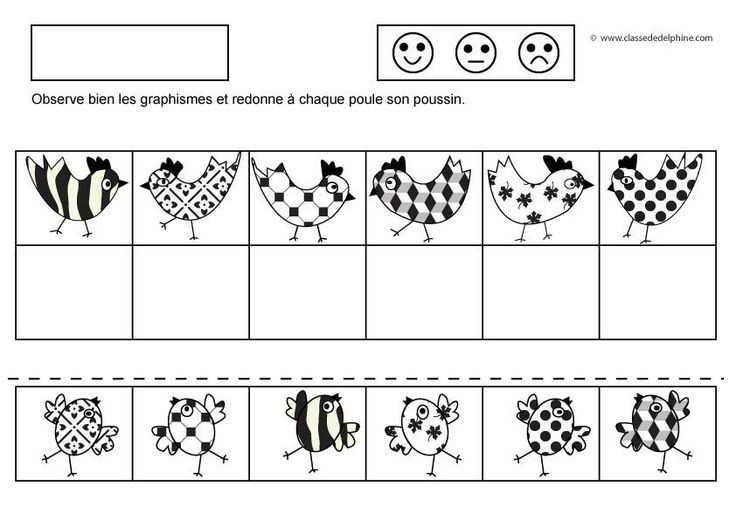 © www.classededelphine.com
Observe bien les graphismes et redonne à chaque poule son poussin.